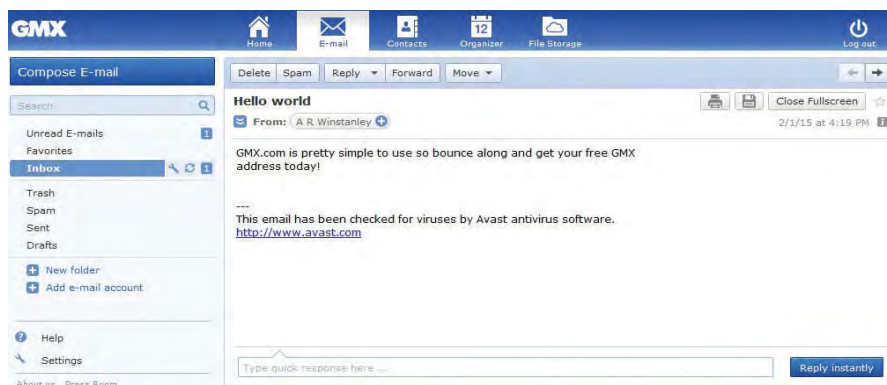 GMX
Home
E-mail
Contacts
12
Organizer
File Storage
Log out
Compose E-mail
Delete Spam Reply Forward Move
Search
Hello world
Close Fullscreen
From: A R Winstanley
2/1/15 at 4:19 PM
Unread E-mails 1
Favorites
Inbox 1
Trash
Spam
Sent
Drafts
New folder
Add e-mail account
Help
Settings
About us Press Room
GMX.com is pretty simple to use so bounce along and get your free GMX
address today!
---
This email has been checked for viruses by Avast antivirus software.
http://www.avast.com
Type quick response here ...
Reply instantly